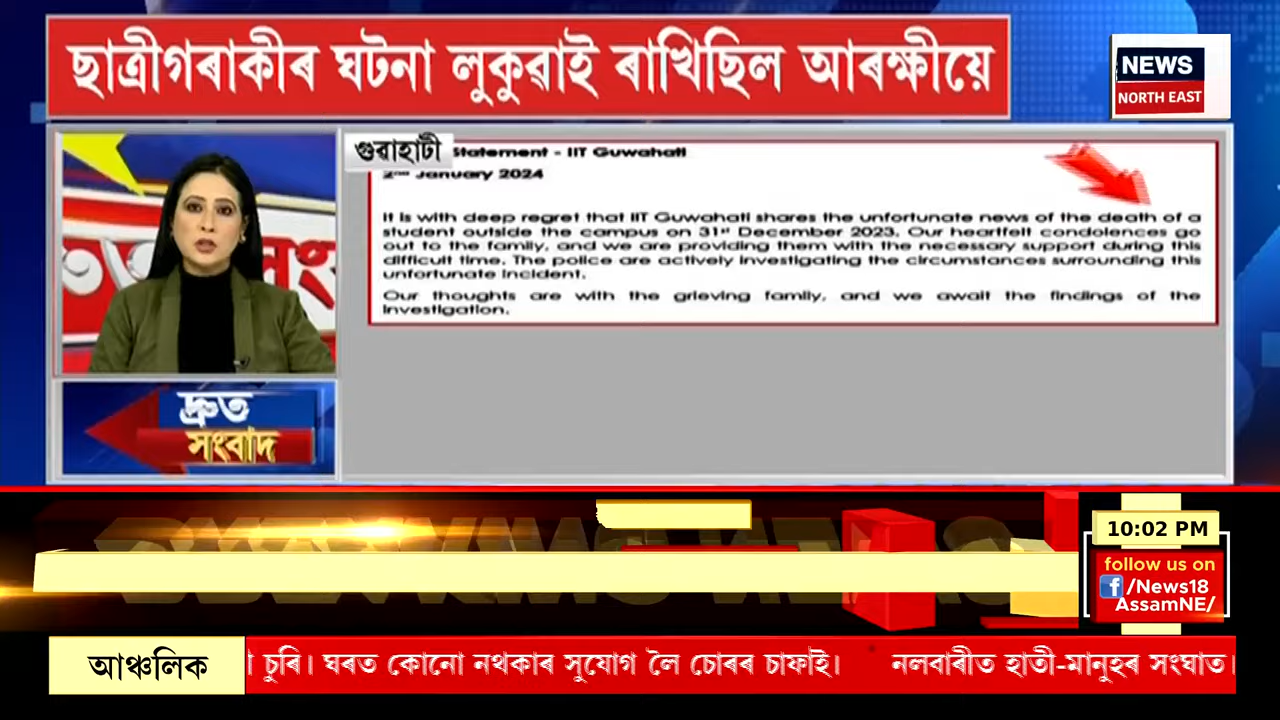 ছাত্ৰীগৰাকীৰ ঘটনা লুকুৱাই ৰাখিছিল আৰক্ষীয়ে
NEWS
NORTH EAST
গুৱাহাটী
Statement - IIT Guwahati
2nd January 2024
It is with deep regret that IIT Guwahati shares the unfortunate news of the death of a
student outside the campus on 31st December 2023. Our heartfelt condolences go
out to the family, and we are providing them with the necessary support during this
difficult time. The police are actively investigating the circumstances surrounding this
unfortunate incident.
Our thoughts are with the grieving family, and we await the findings of the
investigation.
দ্ৰুত
সংবাদ
10:02 PM
follow us on
/News18
AssamNE/
আঞ্চলিক
চুৰি। ঘৰত কোনো নথকাৰ সুযোগ লৈ চোৰৰ চাফাই। নলবাৰীত হাতী-মানুহৰ সংঘাত।